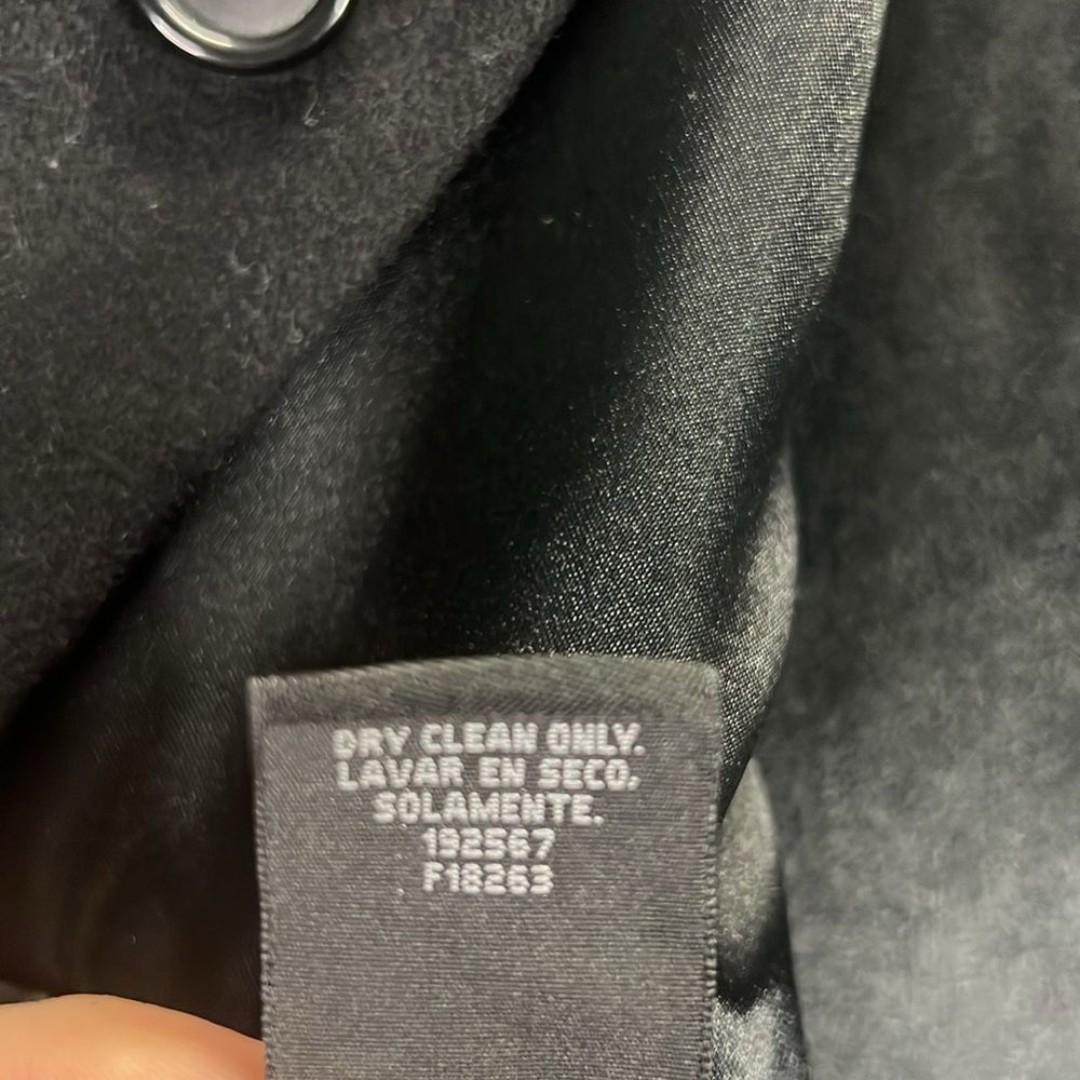 DRY CLEAN ONLY.
LAVAR EN SECO.
SOLAMENTE.
192567
F18263